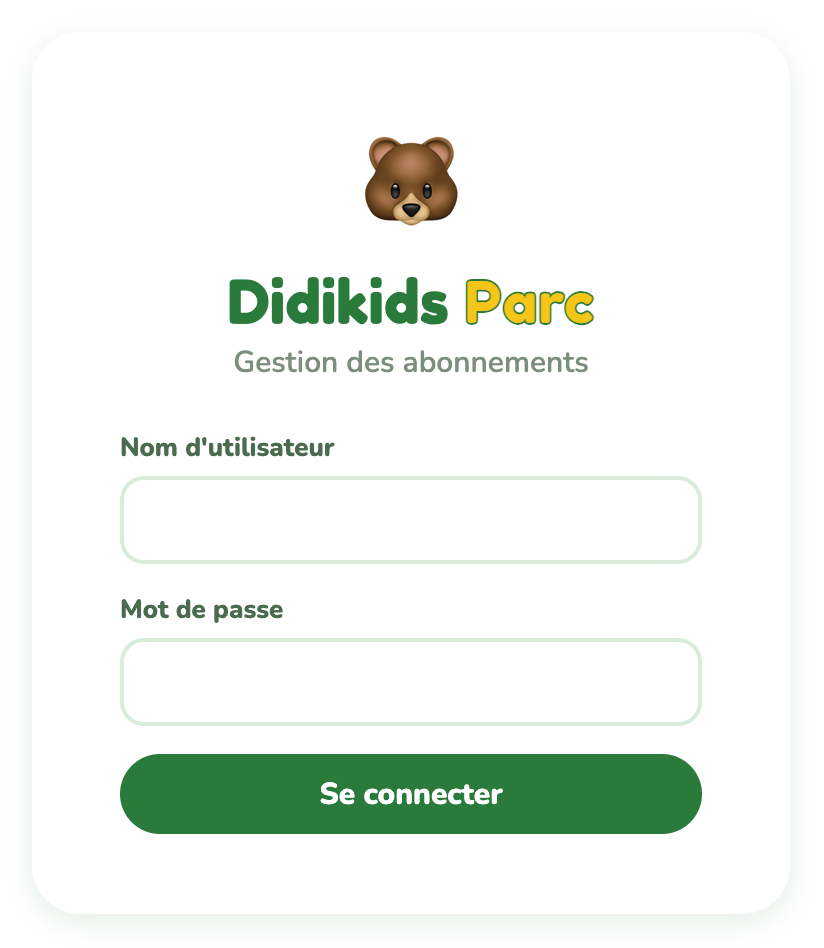 Didikids Parc
Gestion des abonnements
Nom d'utilisateur
Mot de passe
Se connecter